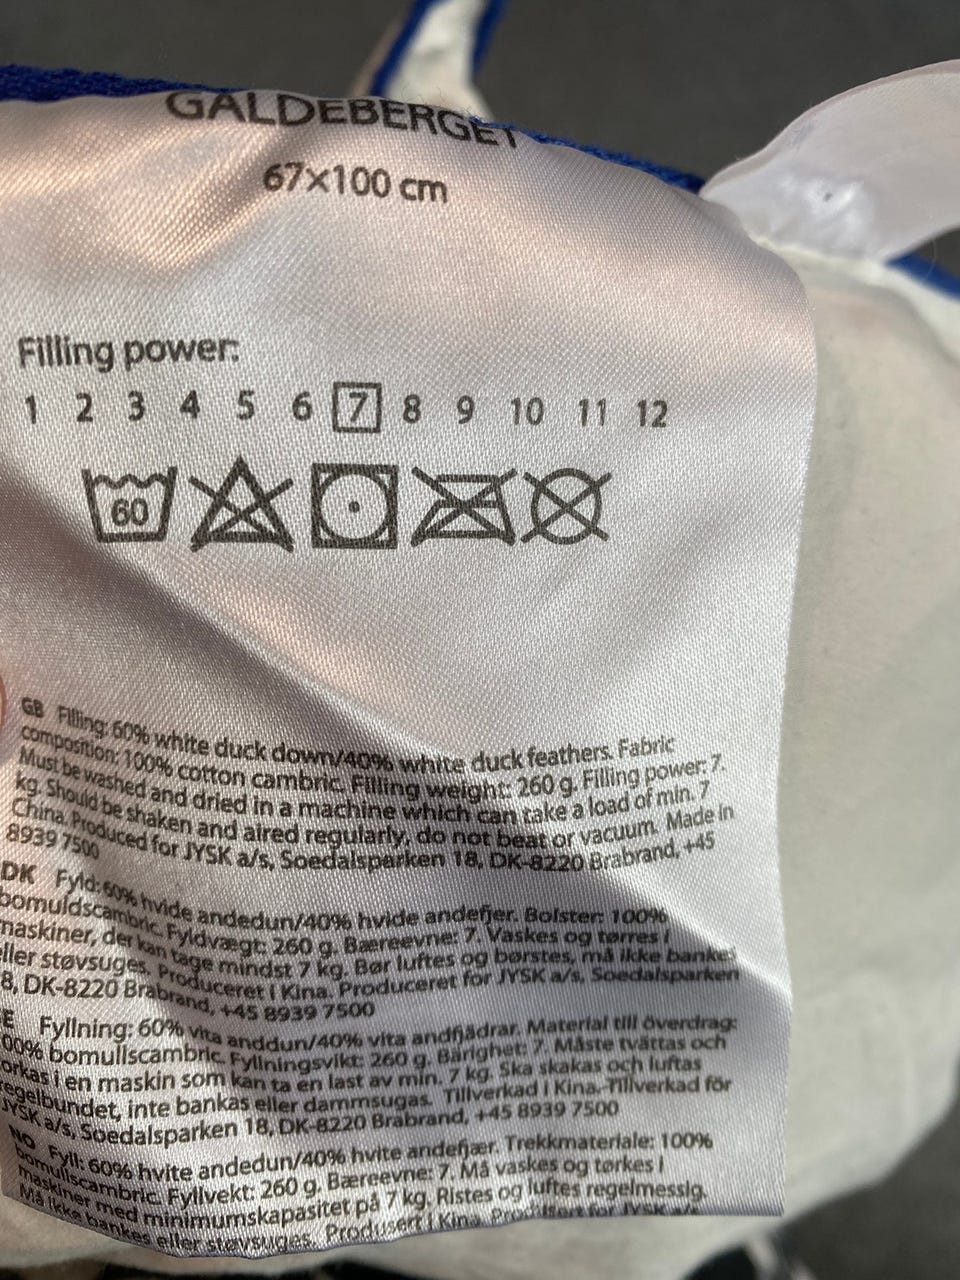 GALDEBERGET
67×100 cm
Filling power:
1 2 3 4 5 6 7 8 9 10 11 12
60
GB Filling: 60% white duck down/40% white duck feathers. Fabric
composition: 100% cotton cambric. Filling weight: 260 g. Filling power: 7.
Must be washed and dried in a machine which can take a load of min. 7
kg. Should be shaken and aired regularly, do not beat or vacuum. Made in
China. Produced for JYSK a/s, Soedalsparken 18, DK-8220 Brabrand, +45
8939 7500
DK Fyld: 60% hvide andedun/40% hvide andefjer. Bolster: 100%
bomuldscambric. Fyldvægt: 260 g. Bæreevne: 7. Vaskes og tørres i
maskiner, der kan tage mindst 7 kg. Bør luftes og børstes, må ikke bankes
eller støvsuges. Produceret i Kina. Produceret for JYSK a/s, Soedalsparken
8, DK-8220 Brabrand, +45 8939 7500
E Fyllning: 60% vita anddun/40% vita andfjädrar. Material till överdrag:
00% bomullscambric. Fyllningsvikt: 260 g. Bärighet: 7. Måste tvättas och
orkas i en maskin som kan ta en last av min. 7 kg. Ska skakas och luftas
regelbundet, inte bankas eller dammsugas. Tillverkad i Kina. Tillverkad för
JYSK a/s, Soedalsparken 18, DK-8220 Brabrand, +45 8939 7500
NO Fyll: 60% hvite andedun/40% hvite andefjær. Trekkmateriale: 100%
bomullscambric. Fyllvekt: 260 g. Bæreevne: 7. Må vaskes og tørkes i
maskiner med minimumskapasitet på 7 kg. Ristes og luftes regelmessig.
Må ikke bankes eller støvsuges. Produsert i Kina. Produsert for JYSK a/s